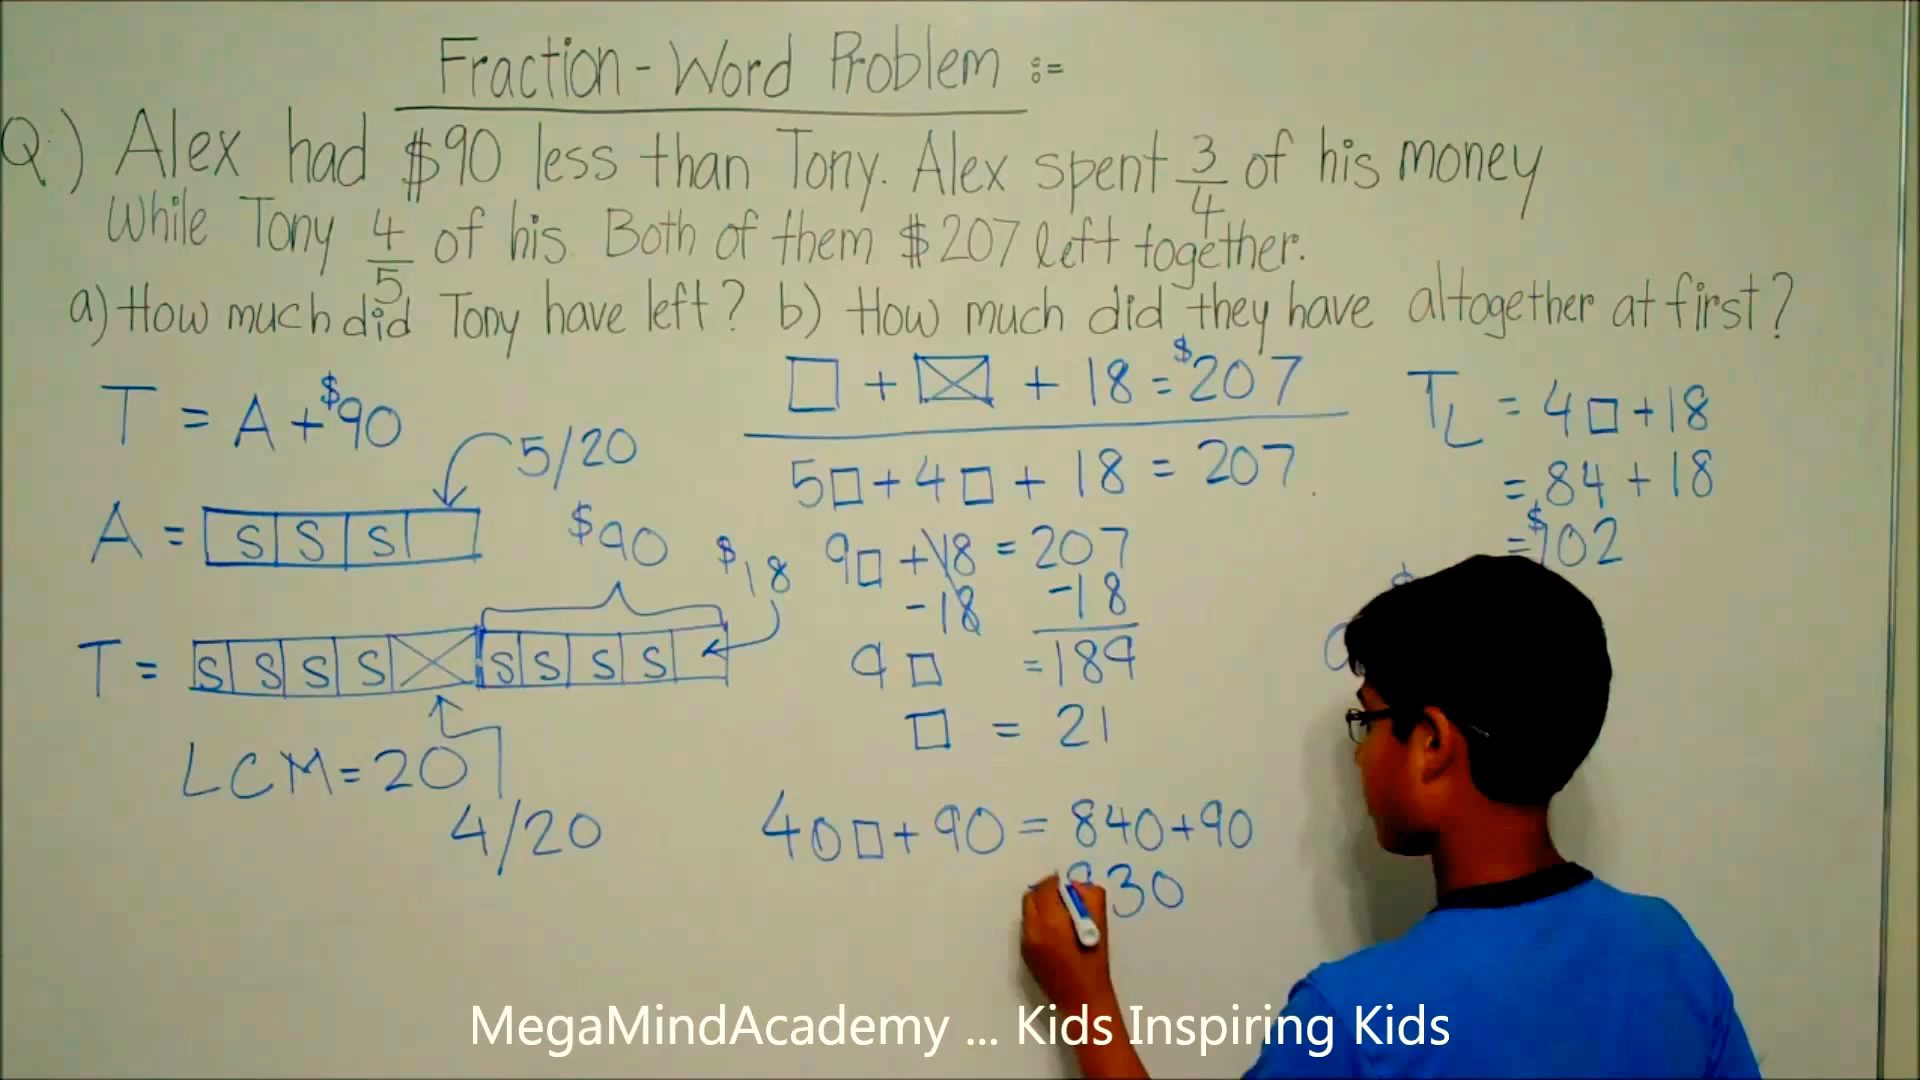 Fraction - Word Problem :=
Q.) Alex had $90 less than Tony. Alex spent 3/4 of his money
While Tony 4/5 of his. Both of them $207 left together.
a) How much did Tony have left? b) How much did they have altogether at first?
T = A + $90
5/20
A = S S S
$90
$18
T = S S S S S S S S
LCM = 20
4/20
□ + ☒ + 18 = $207
5□ + 4□ + 18 = 207
9□ + 18 = 207
-18 -18
9□ = 189
□ = 21
40□ + 90 = 840 + 90
930
TL = 4□ + 18
= 84 + 18
= $102
MegaMindAcademy ... Kids Inspiring Kids